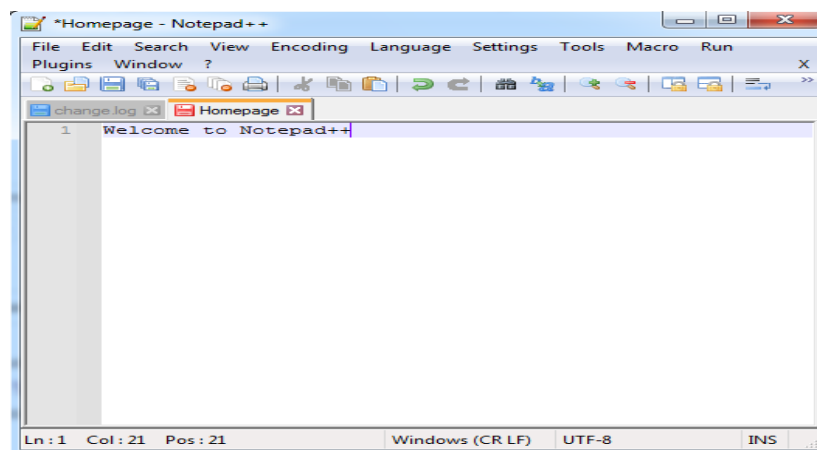 *Homepage - Notepad++
File Edit Search View Encoding Language Settings Tools Macro Run
Plugins Window ? X
change.log Homepage
1 Welcome to Notepad++
Ln : 1 Col : 21 Pos : 21 Windows (CR LF) UTF-8 INS